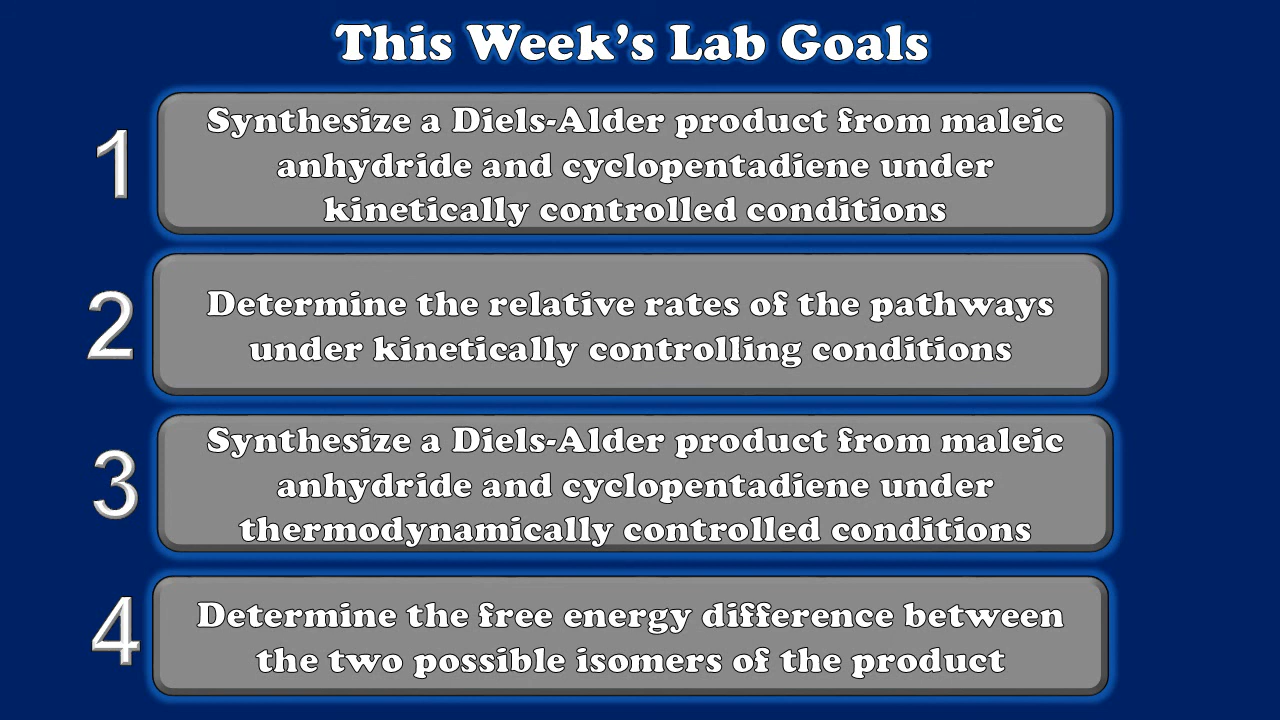 This Week's Lab Goals
1
Synthesize a Diels-Alder product from maleic
anhydride and cyclopentadiene under
kinetically controlled conditions
2
Determine the relative rates of the pathways
under kinetically controlling conditions
3
Synthesize a Diels-Alder product from maleic
anhydride and cyclopentadiene under
thermodynamically controlled conditions
4
Determine the free energy difference between
the two possible isomers of the product